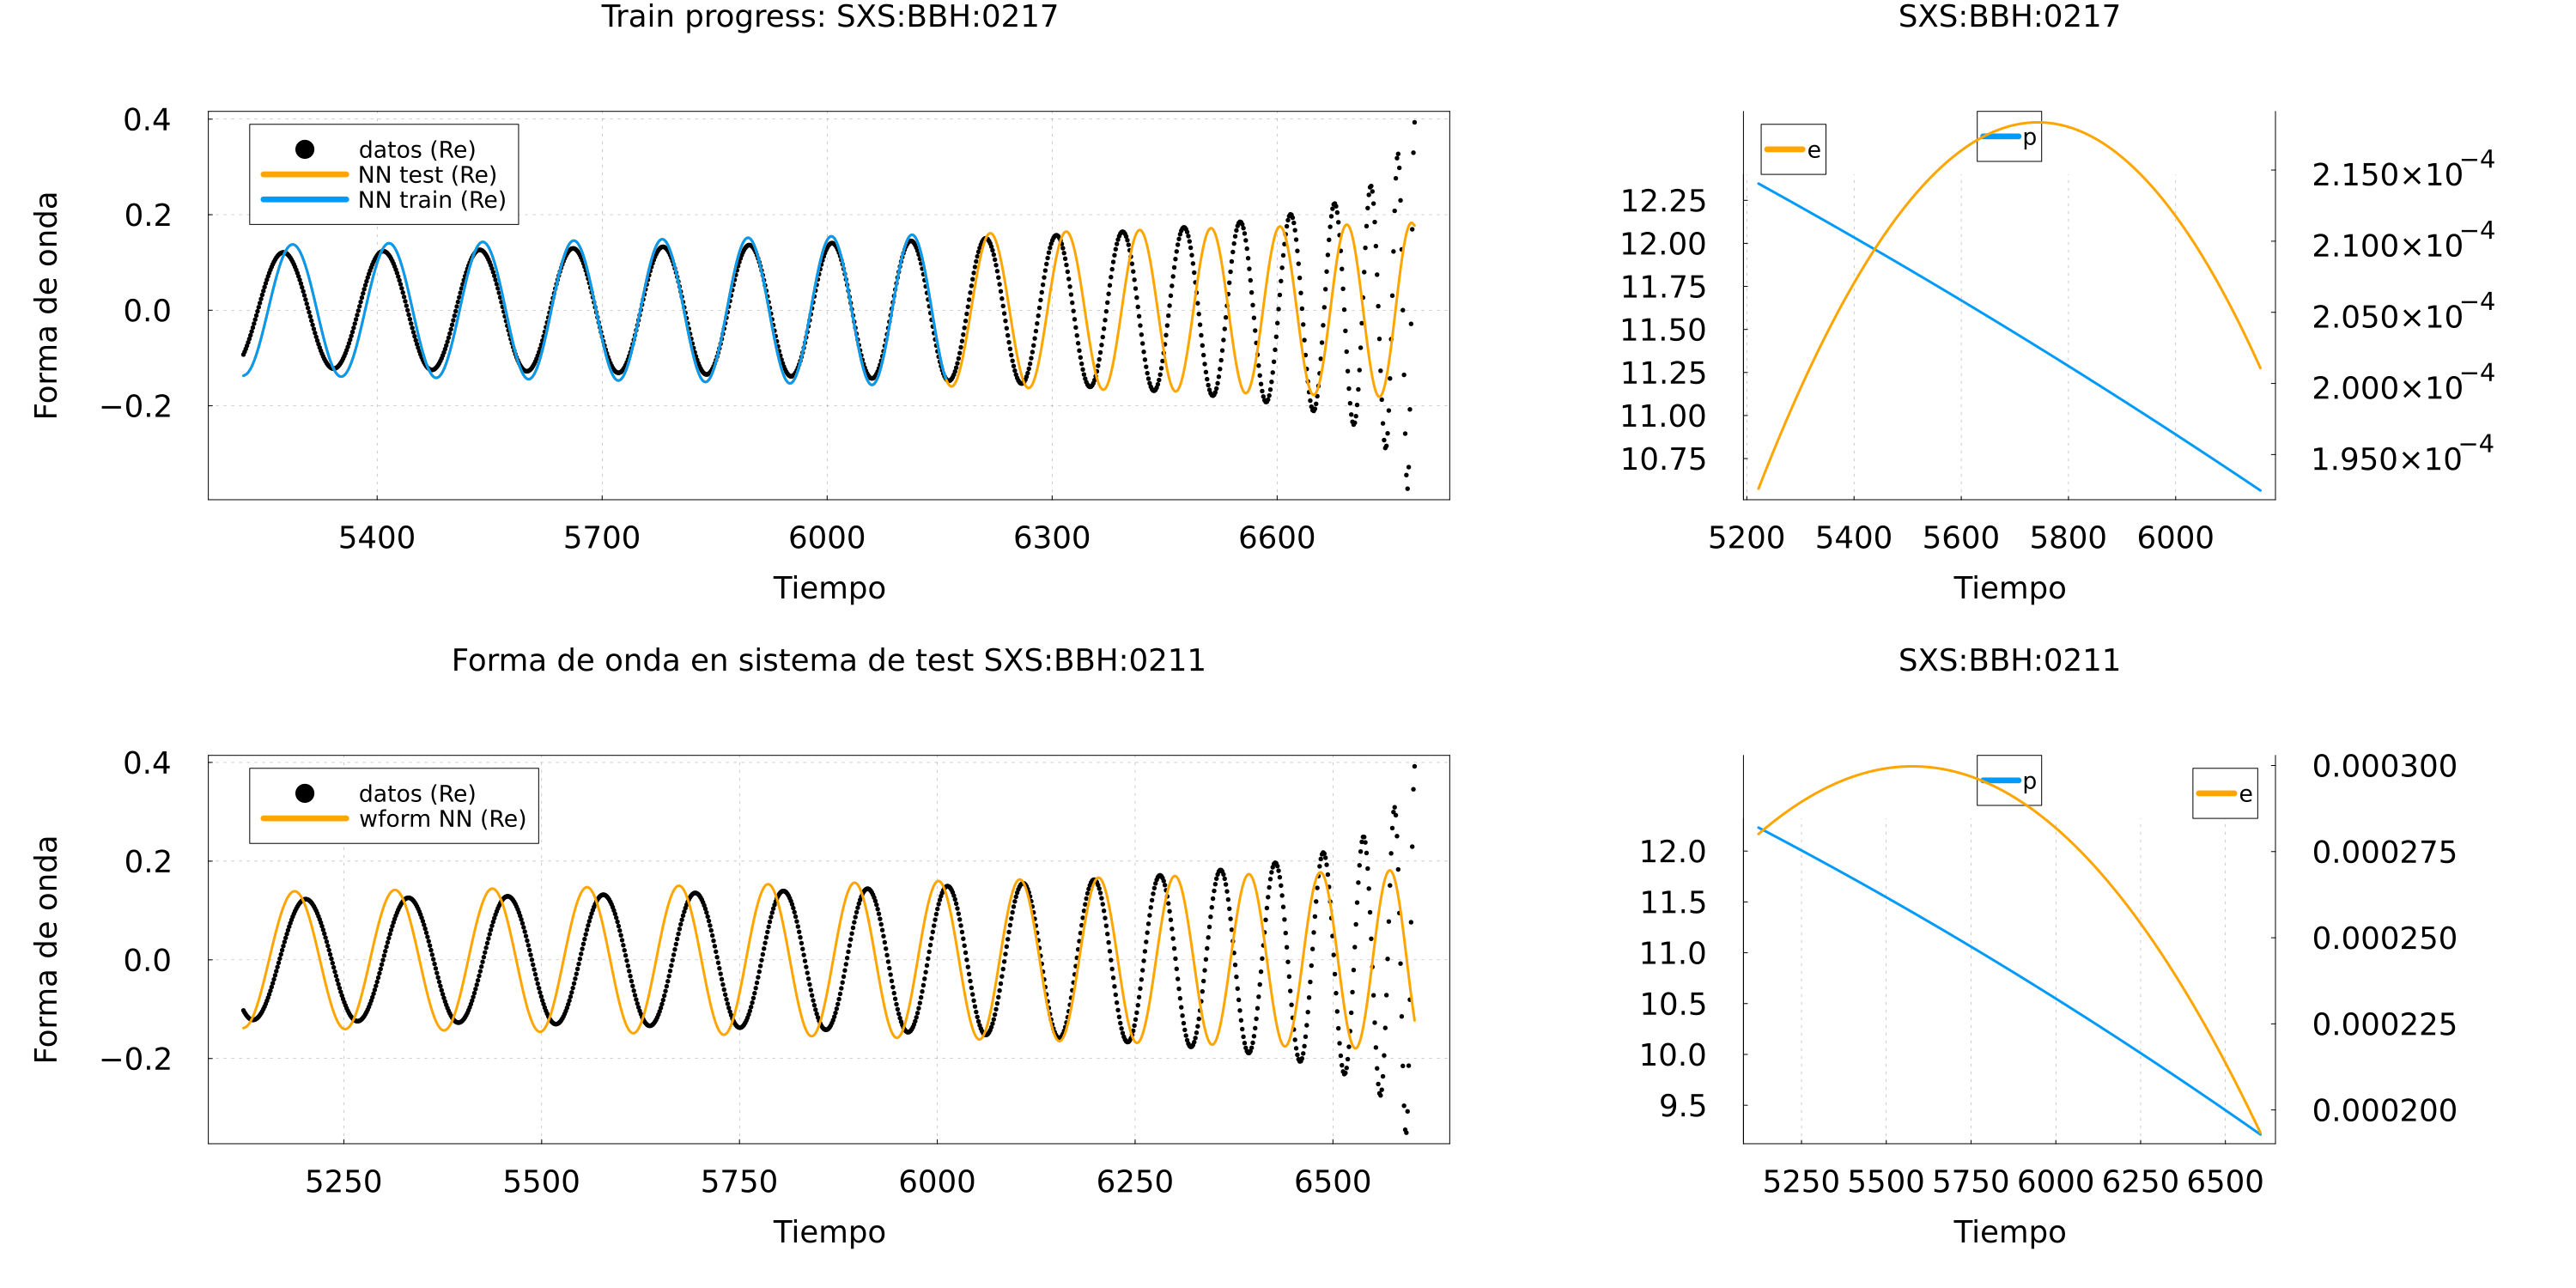 Train progress: SXS:BBH:0217
0.4
0.2
0.0
−0.2
Forma de onda
datos (Re)
NN test (Re)
NN train (Re)
5400 5700 6000 6300 6600
Tiempo
SXS:BBH:0217
e
p
12.25
12.00
11.75
11.50
11.25
11.00
10.75
2.150×10⁻⁴
2.100×10⁻⁴
2.050×10⁻⁴
2.000×10⁻⁴
1.950×10⁻⁴
5200 5400 5600 5800 6000
Tiempo
Forma de onda en sistema de test SXS:BBH:0211
0.4
0.2
0.0
−0.2
Forma de onda
datos (Re)
wform NN (Re)
5250 5500 5750 6000 6250 6500
Tiempo
SXS:BBH:0211
p
e
12.0
11.5
11.0
10.5
10.0
9.5
0.000300
0.000275
0.000250
0.000225
0.000200
5250 5500 5750 6000 6250 6500
Tiempo